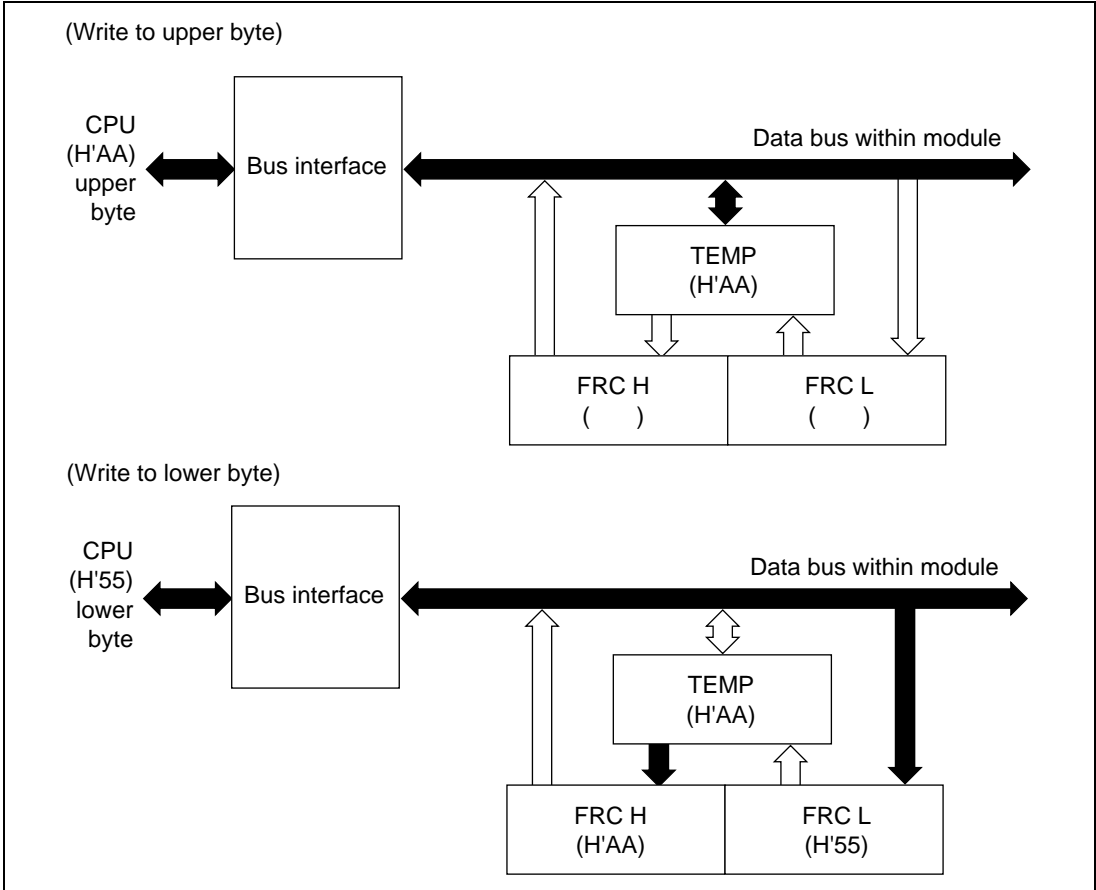 (Write to upper byte)
CPU
(H'AA)
upper
byte
Bus interface
Data bus within module
TEMP
(H'AA)
FRC H
(      )
FRC L
(      )
(Write to lower byte)
CPU
(H'55)
lower
byte
Bus interface
Data bus within module
TEMP
(H'AA)
FRC H
(H'AA)
FRC L
(H'55)